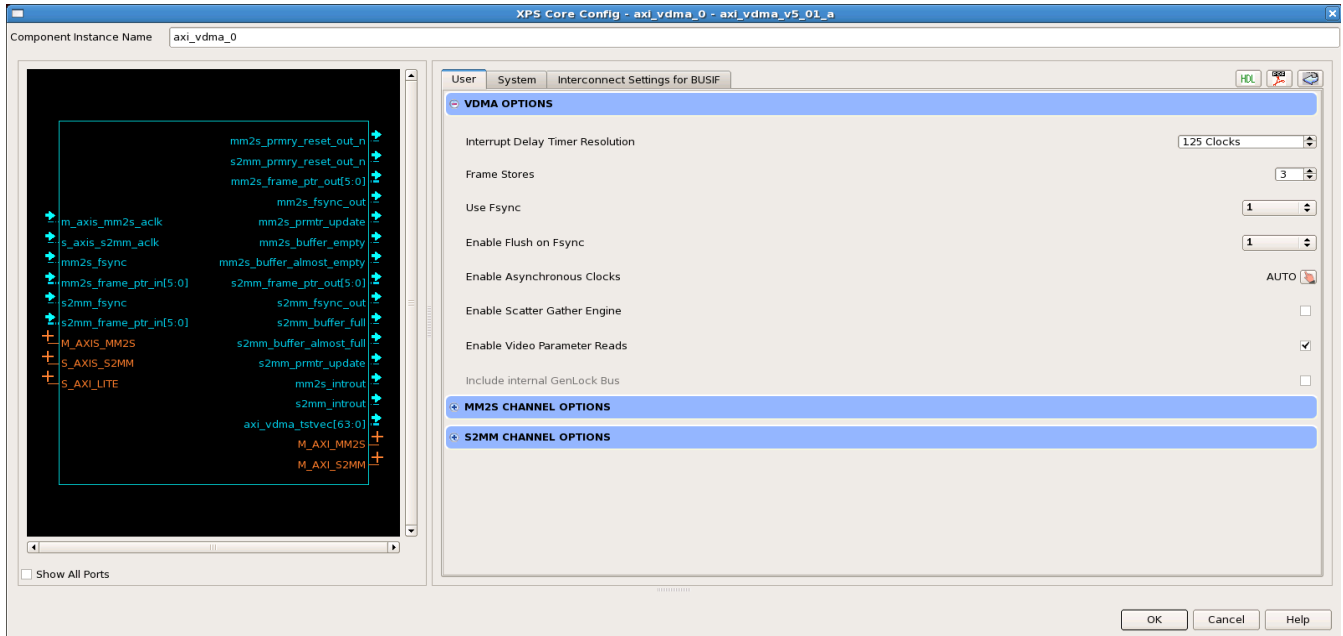 XPS Core Config - axi_vdma_0 - axi_vdma_v5_01_a
Component Instance Name axi_vdma_0
mm2s_prmry_reset_out_n
s2mm_prmry_reset_out_n
mm2s_frame_ptr_out[5:0]
mm2s_fsync_out
m_axis_mm2s_aclk mm2s_prmtr_update
s_axis_s2mm_aclk mm2s_buffer_empty
mm2s_fsync mm2s_buffer_almost_empty
mm2s_frame_ptr_in[5:0] s2mm_frame_ptr_out[5:0]
s2mm_fsync s2mm_fsync_out
s2mm_frame_ptr_in[5:0] s2mm_buffer_full
M_AXIS_MM2S s2mm_buffer_almost_full
S_AXIS_S2MM s2mm_prmtr_update
S_AXI_LITE mm2s_introut
s2mm_introut
axi_vdma_tstvec[63:0]
M_AXI_MM2S
M_AXI_S2MM
Show All Ports
User System Interconnect Settings for BUSIF HDL
VDMA OPTIONS
Interrupt Delay Timer Resolution 125 Clocks
Frame Stores 3
Use Fsync 1
Enable Flush on Fsync 1
Enable Asynchronous Clocks AUTO
Enable Scatter Gather Engine
Enable Video Parameter Reads
Include internal GenLock Bus
MM2S CHANNEL OPTIONS
S2MM CHANNEL OPTIONS
OK Cancel Help